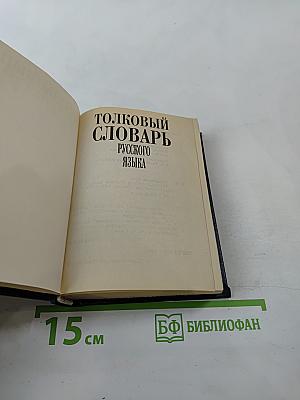 ТОЛКОВЫЙ
СЛОВАРЬ
РУССКОГО
ЯЗЫКА
15 см
БФ БИБЛИОФАН